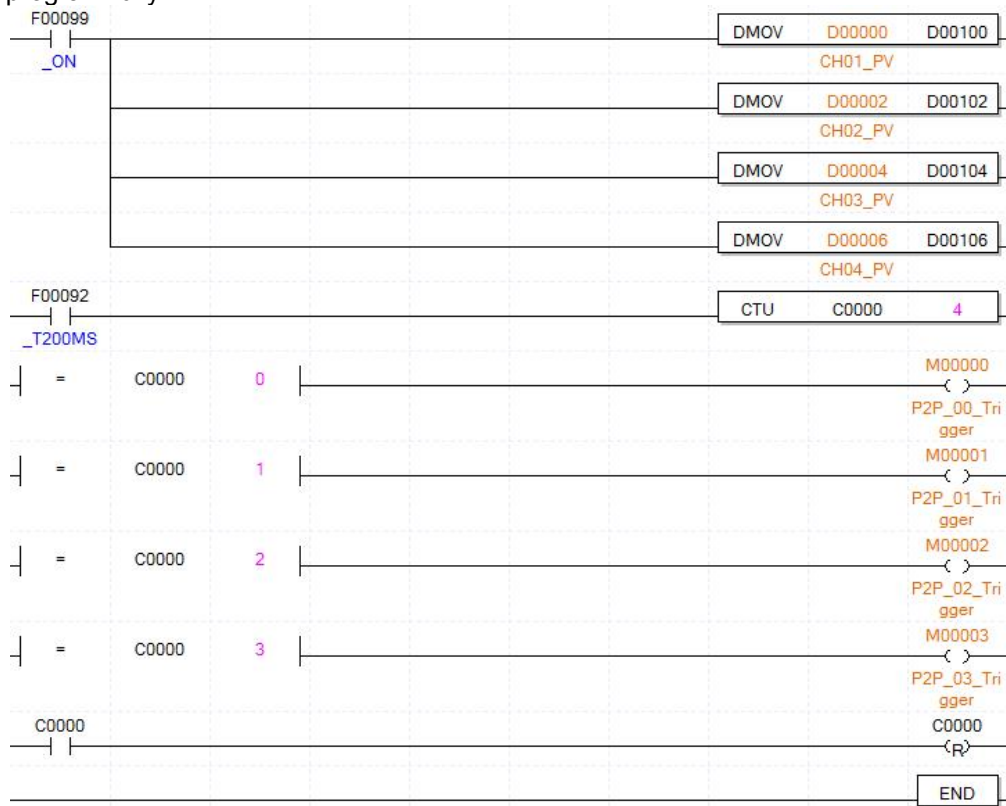 F00099
DMOV D00000 D00100
_ON CH01_PV
DMOV D00002 D00102
CH02_PV
DMOV D00004 D00104
CH03_PV
DMOV D00006 D00106
CH04_PV
F00092
CTU C0000 4
_T200MS
M00000
= C0000 0 ( )
P2P_00_Tri
gger
M00001
= C0000 1 ( )
P2P_01_Tri
gger
M00002
= C0000 2 ( )
P2P_02_Tri
gger
M00003
= C0000 3 ( )
P2P_03_Tri
gger
C0000 C0000
(R)
END